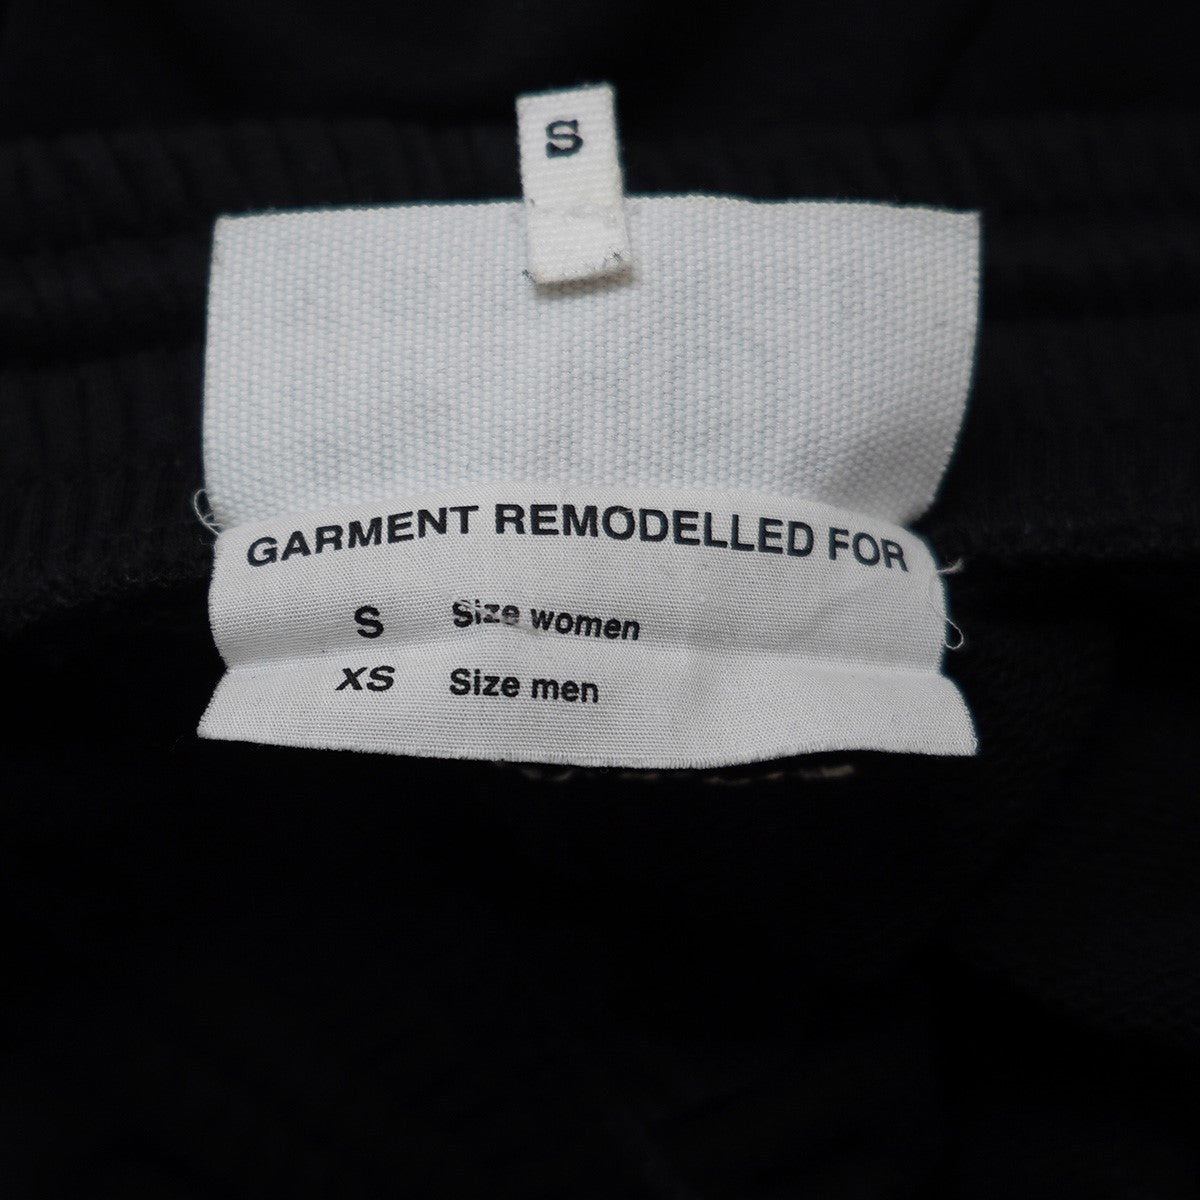 S
GARMENT REMODELLED FOR
S Size women
XS Size men